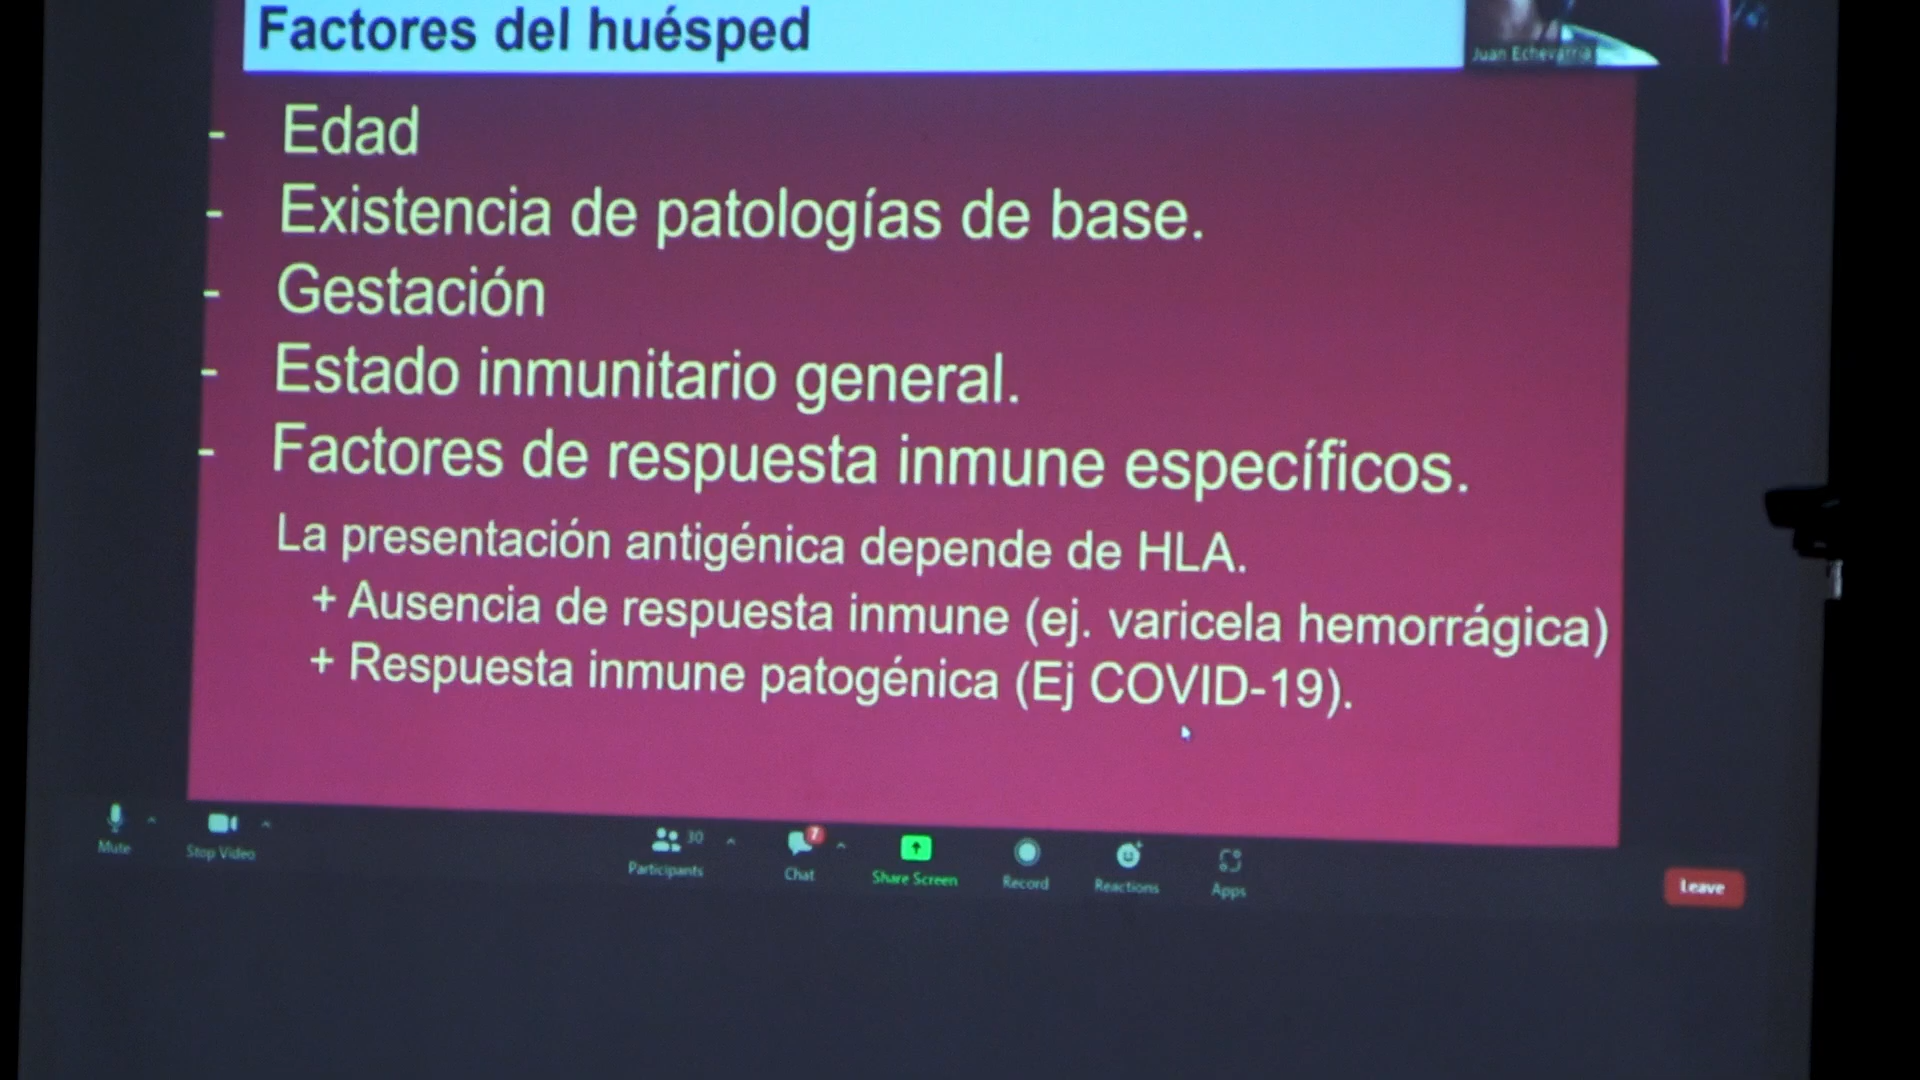 Factores del huésped
Juan Echevarria
- Edad
- Existencia de patologías de base.
- Gestación
- Estado inmunitario general.
- Factores de respuesta inmune específicos.
La presentación antigénica depende de HLA.
+ Ausencia de respuesta inmune (ej. varicela hemorrágica)
+ Respuesta inmune patogénica (Ej COVID-19).
Mute
Stop Video
30
Participants
7
Chat
Share Screen
Record
Reactions
Apps
Leave